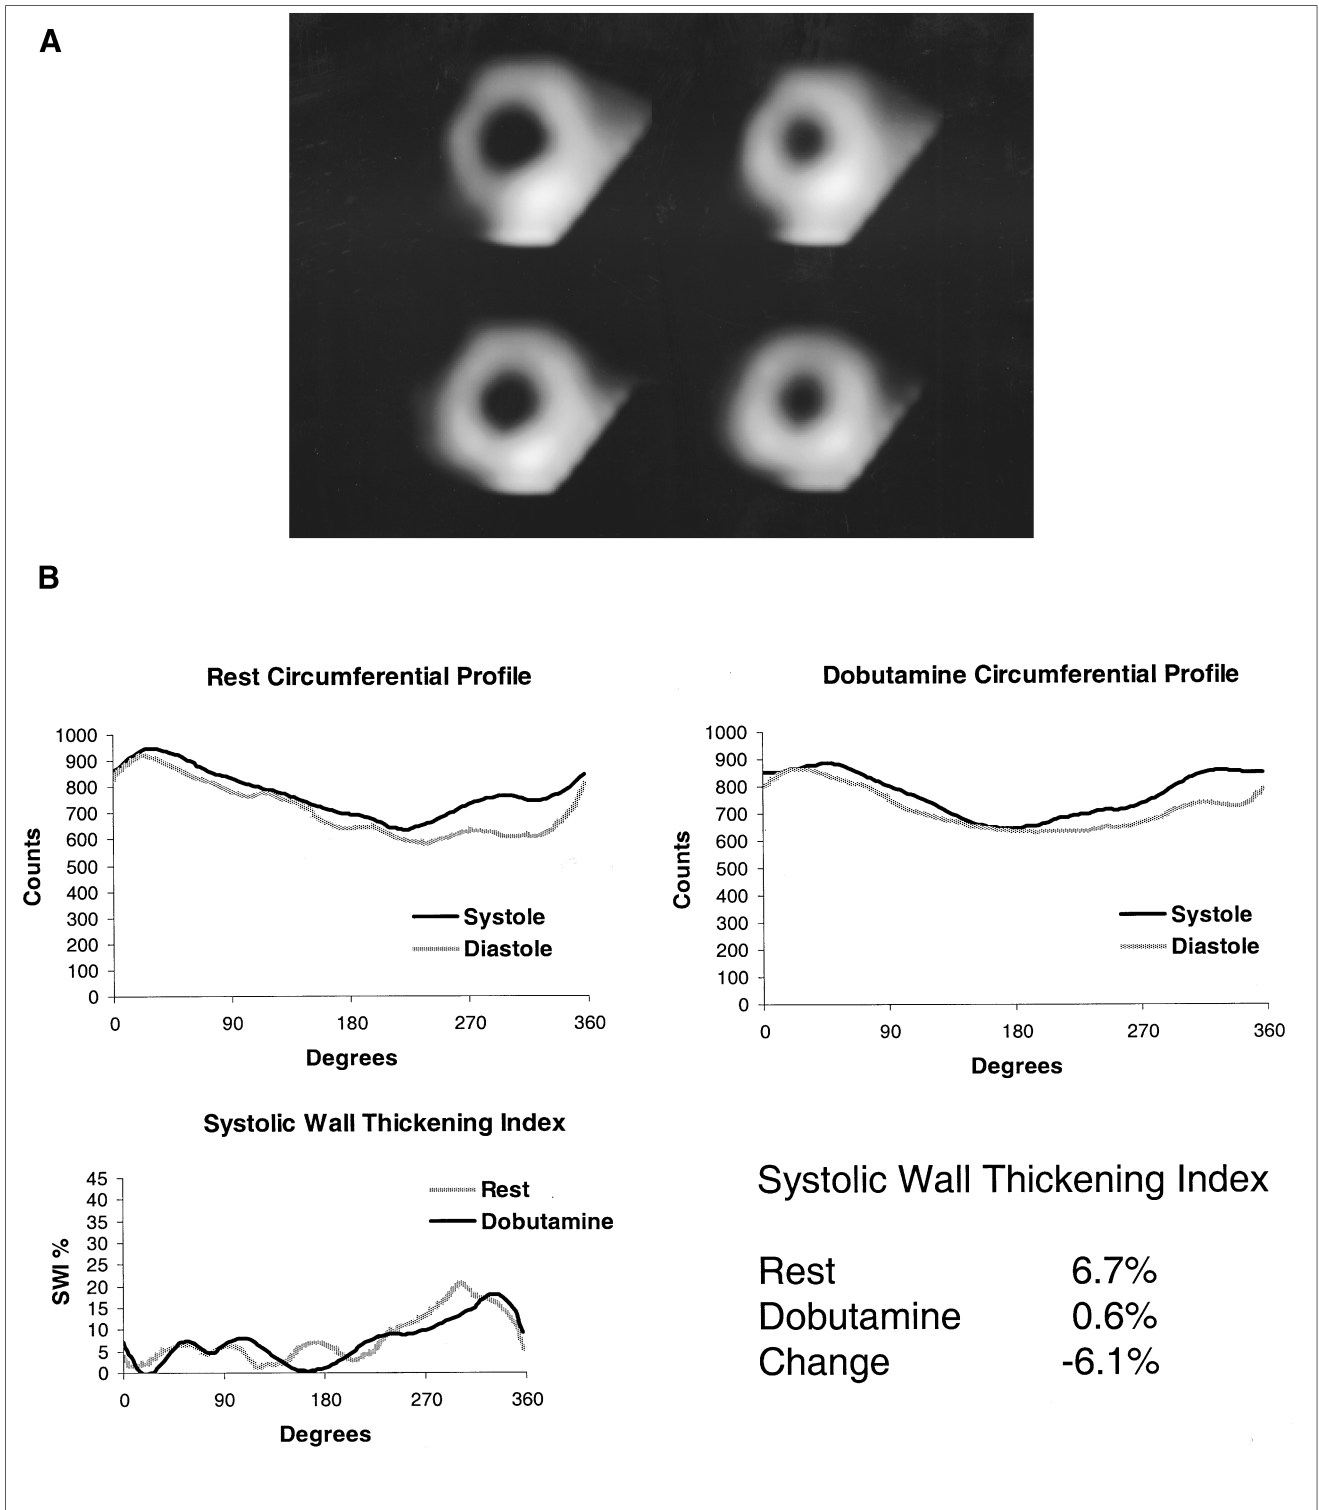 A
B
Rest Circumferential Profile
1000
900
800
700
600
500
400
300
200
100
0
Counts
Systole
Diastole
0 90 180 270 360
Degrees
Dobutamine Circumferential Profile
1000
900
800
700
600
500
400
300
200
100
0
Counts
Systole
Diastole
0 90 180 270 360
Degrees
Systolic Wall Thickening Index
45
40
35
30
25
20
15
10
5
0
SWI %
Rest
Dobutamine
0 90 180 270 360
Degrees
Systolic Wall Thickening Index
Rest 6.7%
Dobutamine 0.6%
Change -6.1%